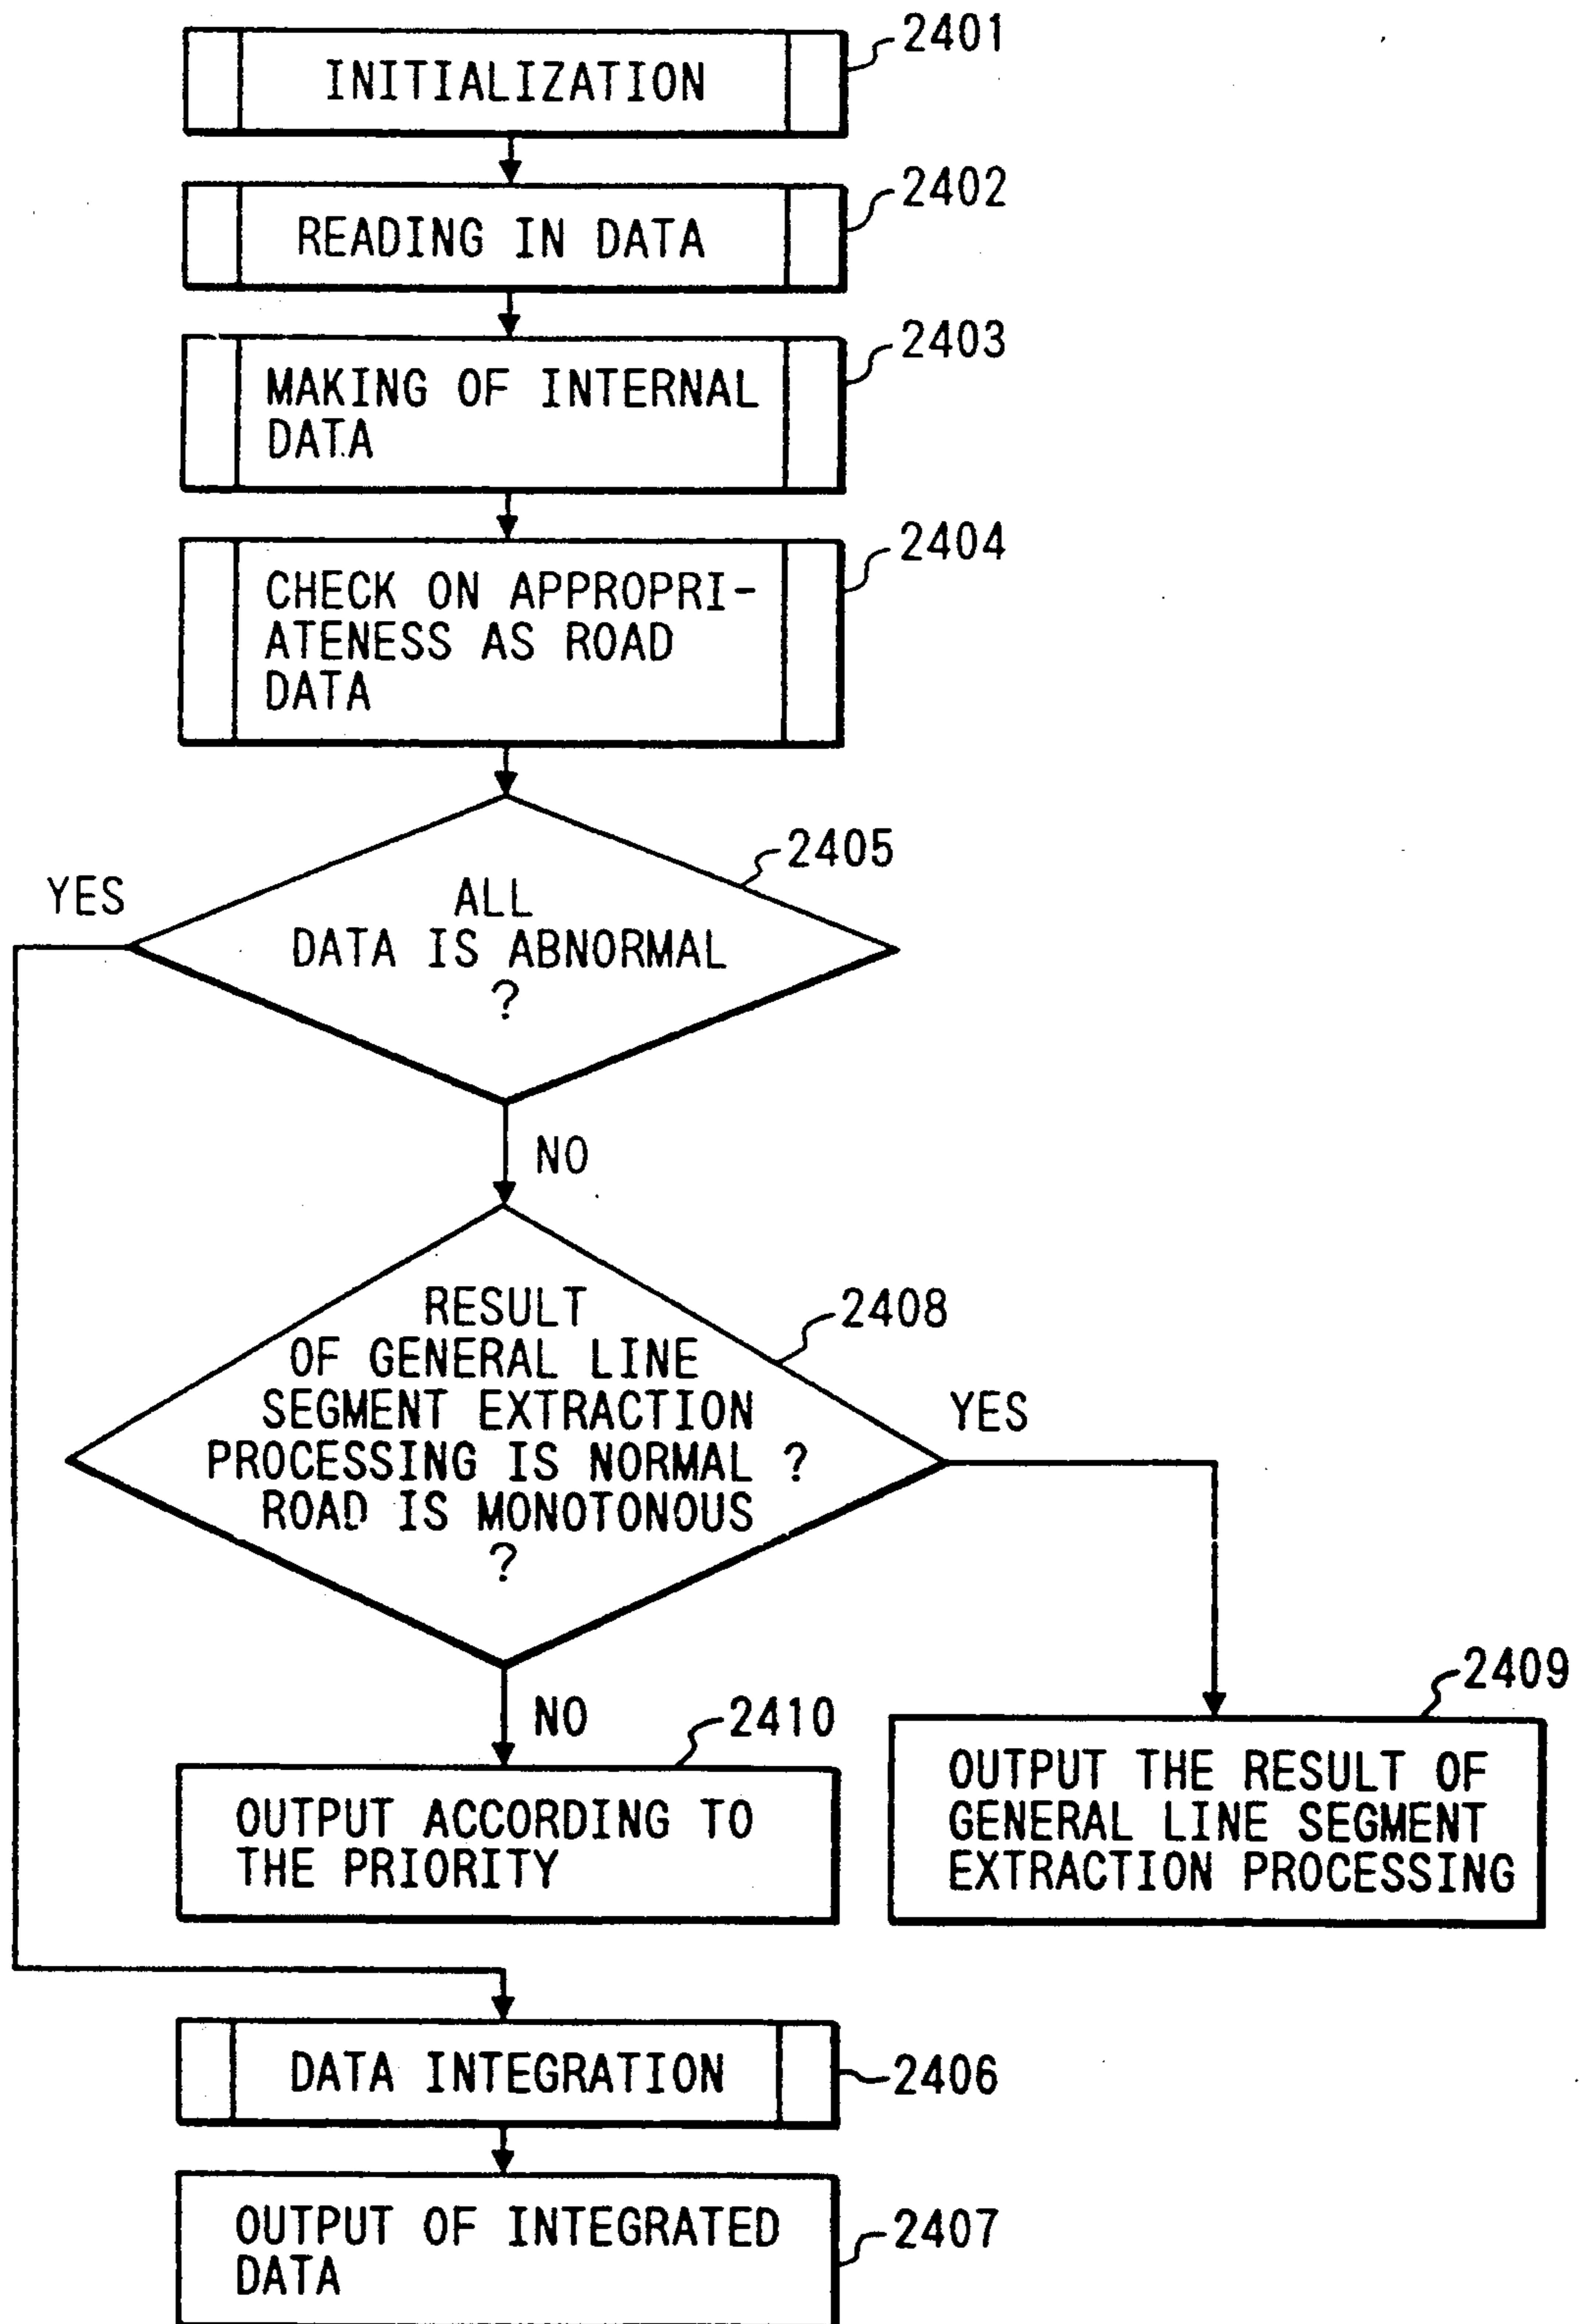 2401
INITIALIZATION
2402
READING IN DATA
2403
MAKING OF INTERNAL
DATA
2404
CHECK ON APPROPRI-
ATENESS AS ROAD
DATA
2405
YES
ALL
DATA IS ABNORMAL
?
NO
2408
RESULT
OF GENERAL LINE
SEGMENT EXTRACTION
PROCESSING IS NORMAL ?
ROAD IS MONOTONOUS
?
YES
NO
2410
OUTPUT ACCORDING TO
THE PRIORITY
2409
OUTPUT THE RESULT OF
GENERAL LINE SEGMENT
EXTRACTION PROCESSING
DATA INTEGRATION
2406
OUTPUT OF INTEGRATED
DATA
2407